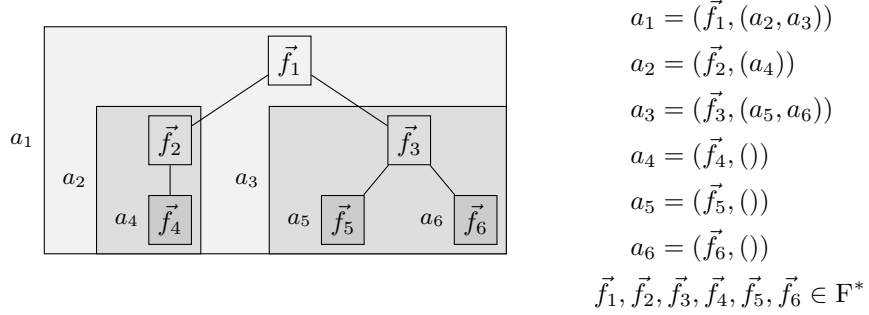 f⃗₁
a₁
f⃗₂
f⃗₃
a₂
a₃
a₄
f⃗₄
a₅
f⃗₅
a₆
f⃗₆
a₁ = (f⃗₁, (a₂, a₃))
a₂ = (f⃗₂, (a₄))
a₃ = (f⃗₃, (a₅, a₆))
a₄ = (f⃗₄, ())
a₅ = (f⃗₅, ())
a₆ = (f⃗₆, ())
f⃗₁, f⃗₂, f⃗₃, f⃗₄, f⃗₅, f⃗₆ ∈ F*